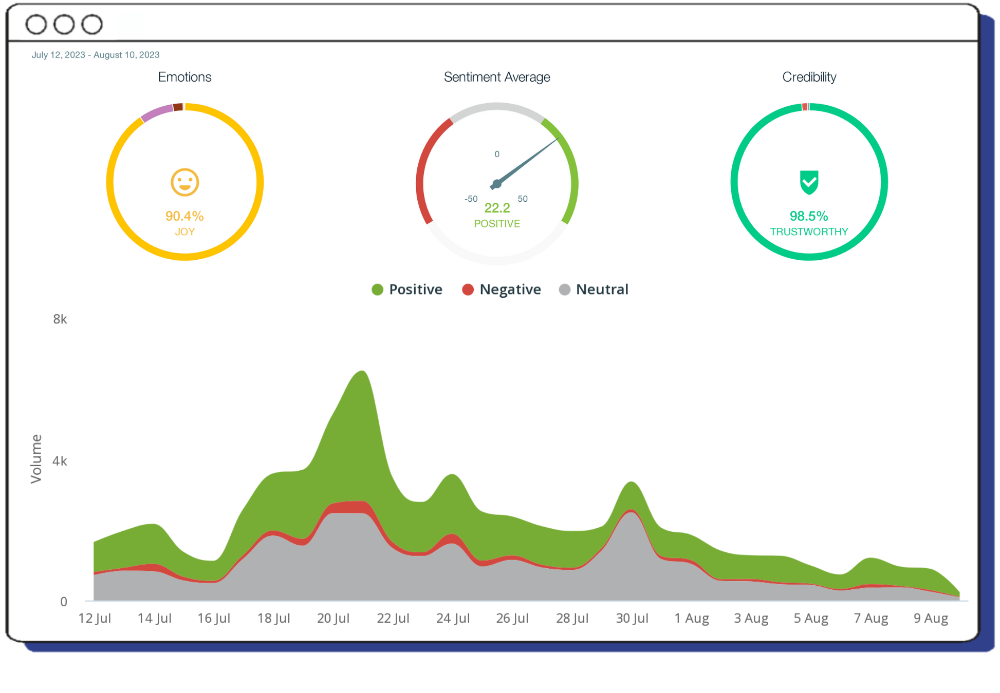 July 12, 2023 - August 10, 2023
Emotions
Sentiment Average
Credibility
0
-50
50
90.4%
JOY
22.2
POSITIVE
98.5%
TRUSTWORTHY
Positive
Negative
Neutral
8k
4k
0
Volume
12 Jul
14 Jul
16 Jul
18 Jul
20 Jul
22 Jul
24 Jul
26 Jul
28 Jul
30 Jul
1 Aug
3 Aug
5 Aug
7 Aug
9 Aug